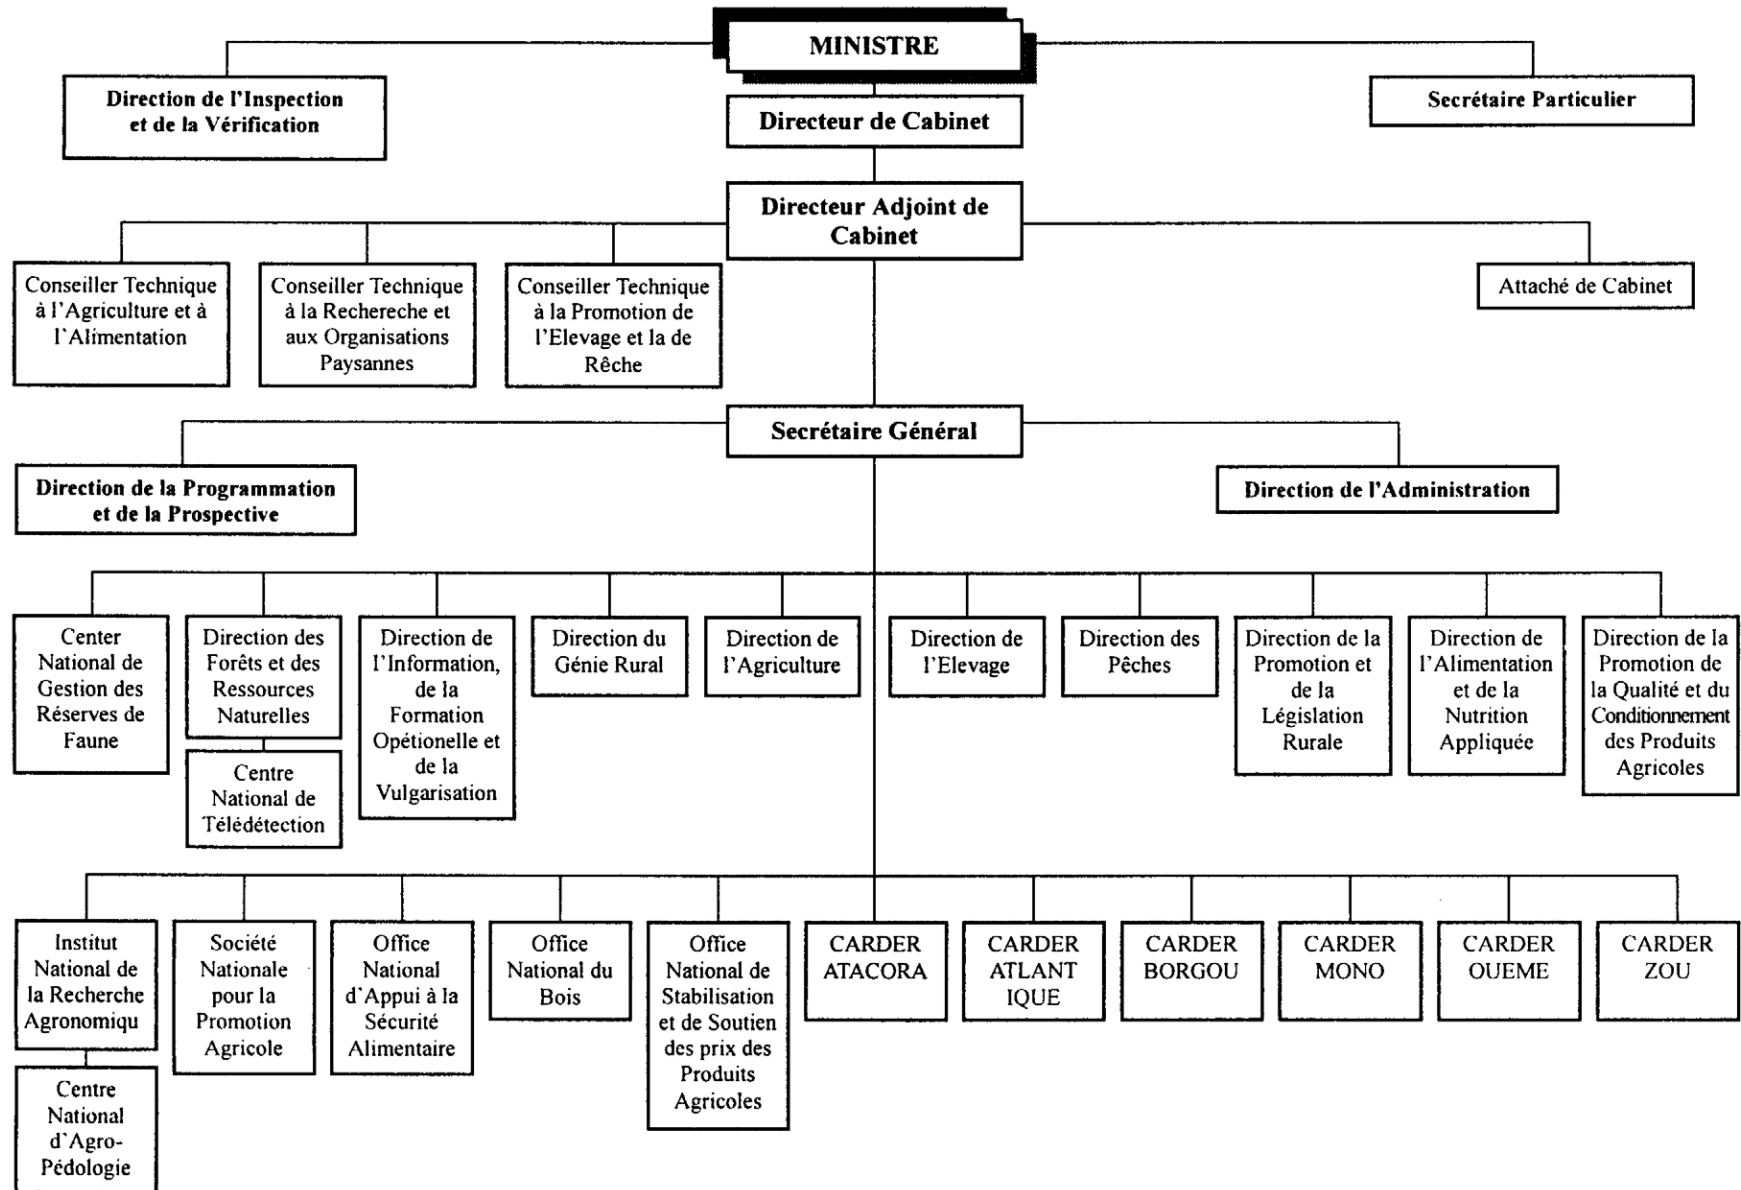 MINISTRE
Direction de l'Inspection
et de la Vérification
Secrétaire Particulier
Directeur de Cabinet
Directeur Adjoint de
Cabinet
Conseiller Technique
à l'Agriculture et à
l'Alimentation
Conseiller Technique
à la Rechereche et
aux Organisations
Paysannes
Conseiller Technique
à la Promotion de
l'Elevage et la de
Rêche
Attaché de Cabinet
Secrétaire Général
Direction de la Programmation
et de la Prospective
Direction de l'Administration
Center
National de
Gestion des
Réserves de
Faune
Direction des
Forêts et des
Ressources
Naturelles
Centre
National de
Télédétection
Direction de
l'Information,
de la
Formation
Opétionelle et
de la
Vulgarisation
Direction du
Génie Rural
Direction de
l'Agriculture
Direction de
l'Elevage
Direction des
Pêches
Direction de la
Promotion et
de la
Législation
Rurale
Direction de
l'Alimentation
et de la
Nutrition
Appliquée
Direction de la
Promotion de
la Qualité et du
Conditionnement
des Produits
Agricoles
Institut
National de
la Recherche
Agronomiqu
Centre
National
d'Agro-
Pédologie
Société
Nationale
pour la
Promotion
Agricole
Office
National
d'Appui à la
Sécurité
Alimentaire
Office
National du
Bois
Office
National de
Stabilisation
et de Soutien
des prix des
Produits
Agricoles
CARDER
ATACORA
CARDER
ATLANT
IQUE
CARDER
BORGOU
CARDER
MONO
CARDER
OUEME
CARDER
ZOU